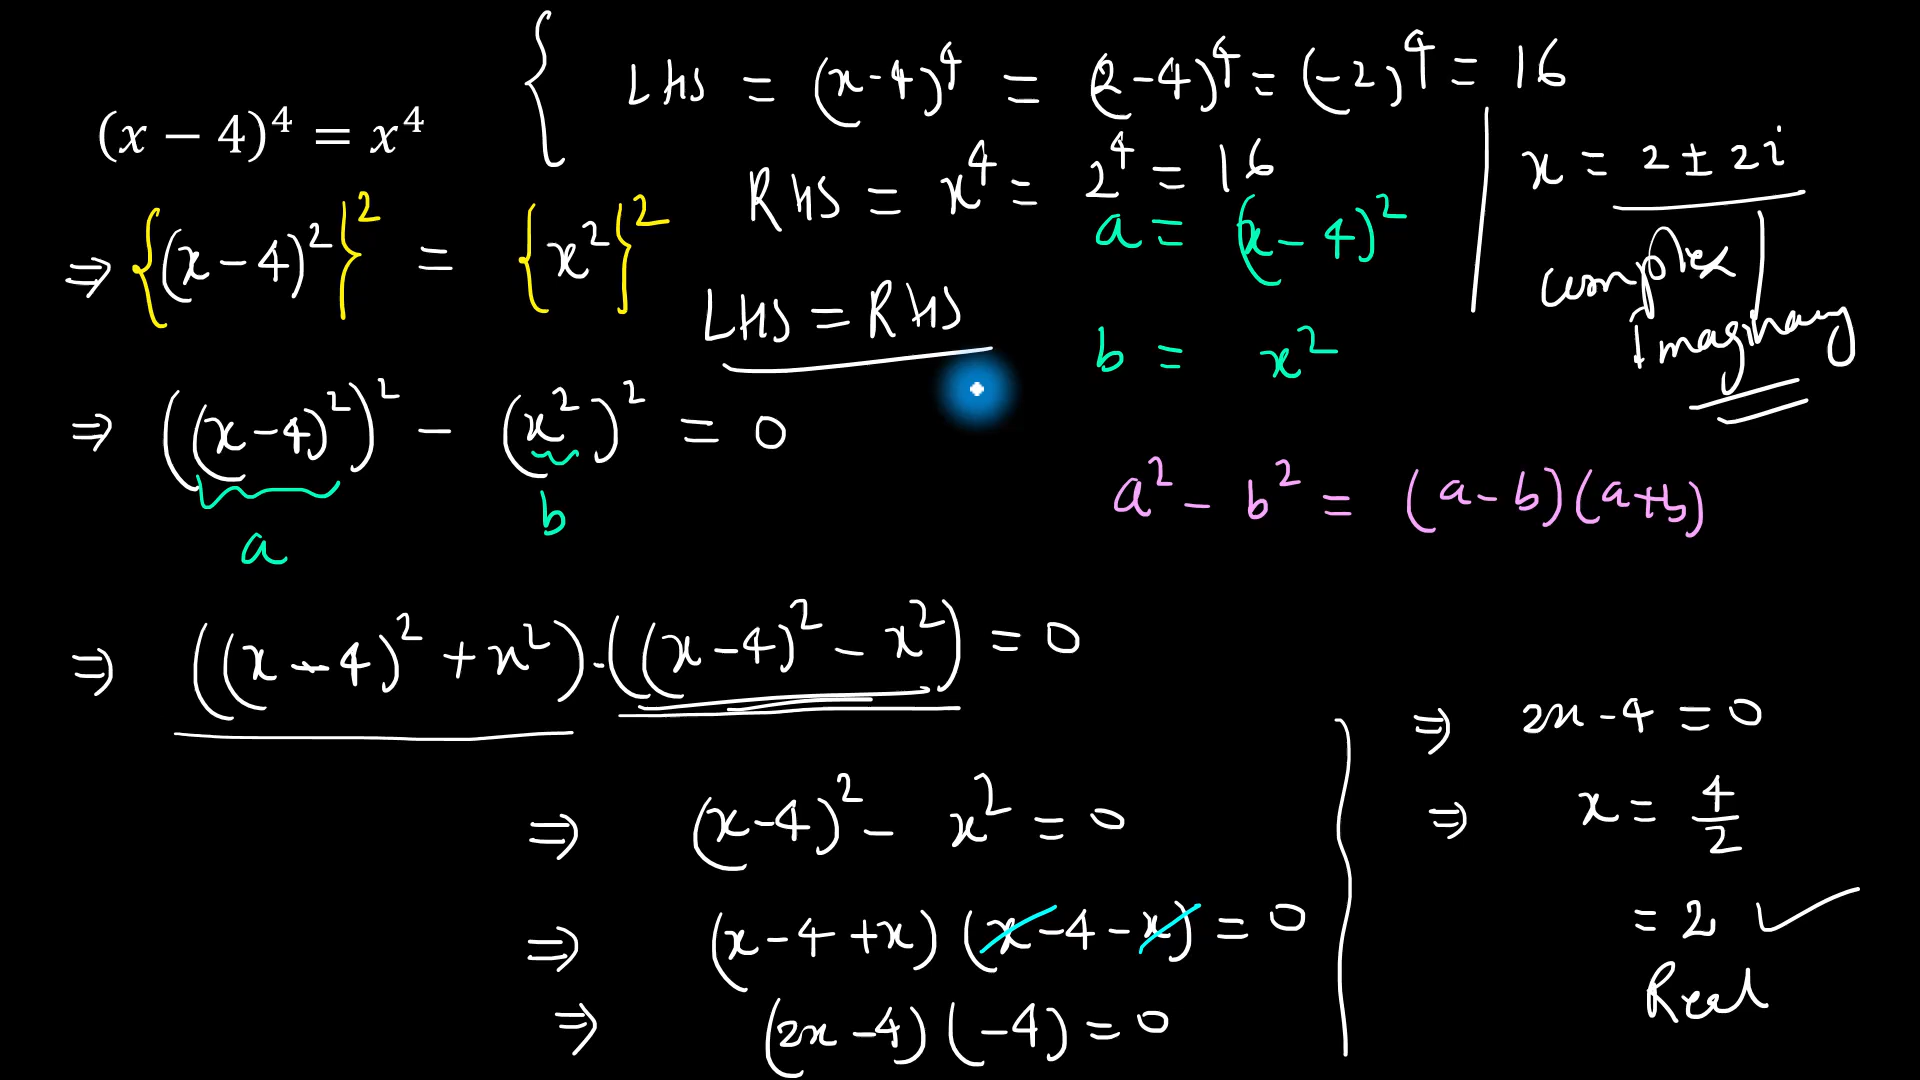 (x − 4)⁴ = x⁴
LHS = (x-4)⁴ = (2-4)⁴ = (-2)⁴ = 16
RHS = x⁴ = 2⁴ = 16
LHS = RHS
x = 2 ± 2i
complex
Imaginary
⇒ {(x-4)²}² = {x²}²
a = (x-4)²
b = x²
⇒ ((x-4)²)² - (x²)² = 0
a b
a² - b² = (a-b)(a+b)
⇒ ((x-4)² + x²) · ((x-4)² - x²) = 0
⇒ (x-4)² - x² = 0
⇒ (x-4+x) (x-4-x) = 0
⇒ (2x-4) (-4) = 0
⇒ 2x-4 = 0
⇒ x = 4/2
= 2 ✓
Real